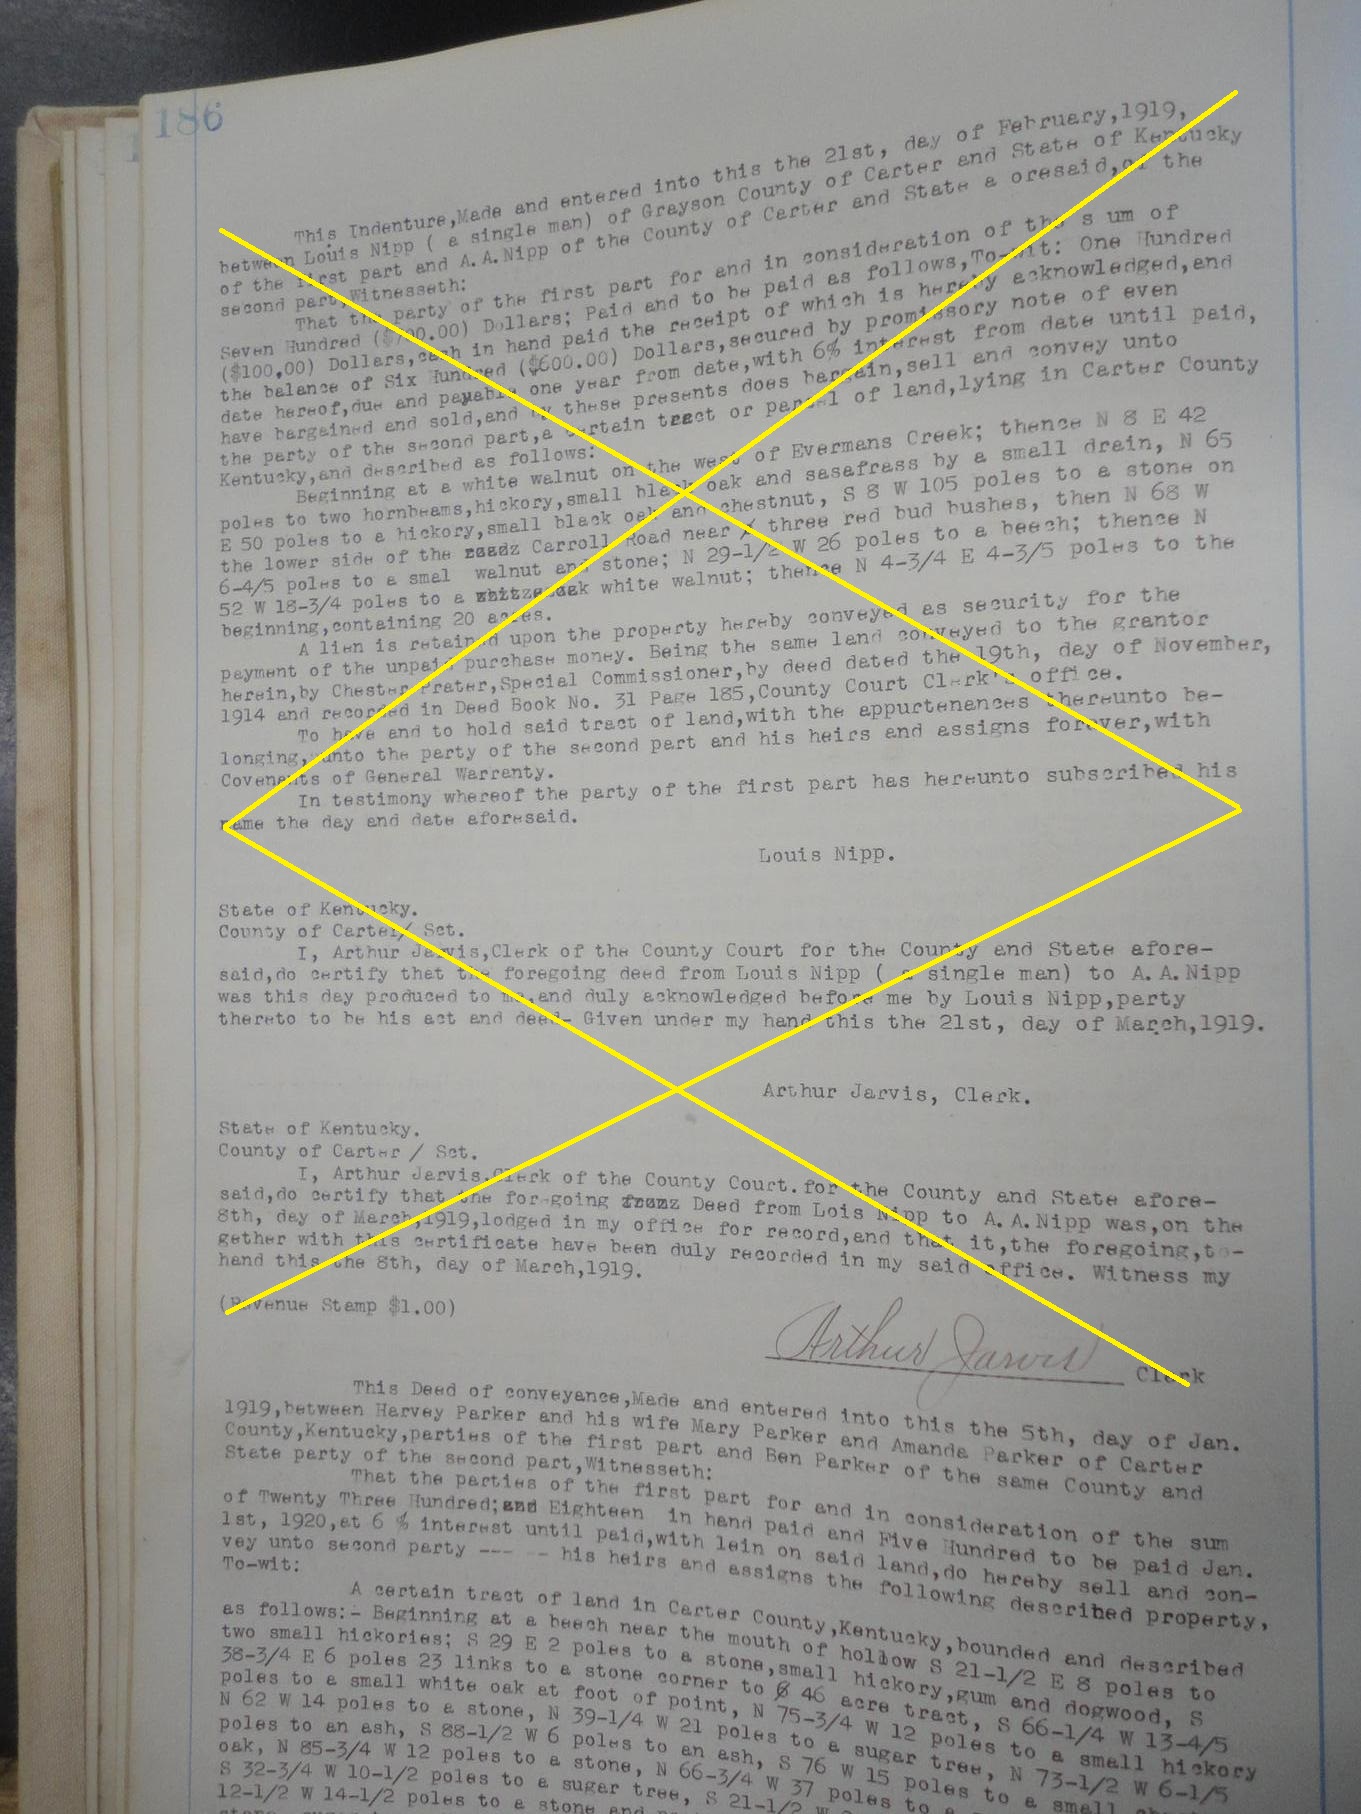 186
This Indenture,Made and entered into this the 21st, day of February,1919,
between Louis Nipp ( a single man) of Grayson County of Carter and State of Kentucky
of the first part and A.A.Nipp of the County of Carter and State a oresaid,of the
second part,Witnesseth:
That the party of the first part for and in consideration of the s um of
Seven Hundred ($700.00) Dollars; Paid and to be paid as follows,To-wit: One Hundred
($100,00) Dollars,cash in hand paid the receipt of which is hereby acknowledged,and
the balance of Six Hundred ($600.00) Dollars,secured by promissory note of even
date hereof,due and payable one year from date,with 6% interest from date until paid,
have bargained and sold,and by these presents does bargain,sell and convey unto
the party of the second part,a certain tract or parcel of land,lying in Carter County
Kentucky,and described as follows:
Beginning at a white walnut on the west of Evermans Creek; thence N 8 E 42
poles to two hornbeams,hickory,small black oak and sasafrass by a small drain, N 65
E 50 poles to a hickory,small black oak and chestnut, S 8 W 105 poles to a stone on
the lower side of the Carroll Road near three red bud bushes, then N 68 W
6-4/5 poles to a smal walnut and stone; N 29-1/2 W 26 poles to a beech; thence N
52 W 18-3/4 poles to a white walnut; thence N 4-3/4 E 4-3/5 poles to the
beginning,containing 20 acres.
A lien is retained upon the property hereby conveyed as security for the
payment of the unpaid purchase money. Being the same land conveyed to the grantor
herein,by Chester Prater,Special Commissioner,by deed dated the 19th, day of November,
1914 and recorded in Deed Book No. 31 Page 185,County Court Clerk's office.
To have and to hold said tract of land,with the appurtenances thereunto be-
longing,unto the party of the second part and his heirs and assigns forever,with
Covenants of General Warranty.
In testimony whereof the party of the first part has hereunto subscribed his
name the day and date aforesaid.
Louis Nipp.
State of Kentucky.
County of Carter/ Sct.
I, Arthur Jarvis,Clerk of the County Court for the County and State afore-
said,do certify that the foregoing deed from Louis Nipp ( a single man) to A.A.Nipp
was this day produced to me,and duly acknowledged before me by Louis Nipp,party
thereto to be his act and deed- Given under my hand this the 21st, day of March,1919.
Arthur Jarvis, Clerk.
State of Kentucky.
County of Carter / Sct.
I, Arthur Jarvis.Clerk of the County Court.for the County and State afore-
said,do certify that the for-going Deed from Lois Nipp to A.A.Nipp was,on the
8th, day of March,1919,lodged in my office for record,and that it,the foregoing,to-
gether with this certificate have been duly recorded in my said office. Witness my
hand this the 8th, day of March,1919.
(Revenue Stamp $1.00)
Arthur Jarvis Clerk
This Deed of conveyance,Made and entered into this the 5th, day of Jan.
1919,between Harvey Parker and his wife Mary Parker and Amanda Parker of Carter
County,Kentucky,parties of the first part and Ben Parker of the same County and
State party of the second part,Witnesseth:
That the parties of the first part for and in consideration of the sum
of Twenty Three Hundred;and Eighteen in hand paid and Five Hundred to be paid Jan.
1st, 1920,at 6 % interest until paid,with lein on said land,do hereby sell and con-
vey unto second party --- -- his heirs and assigns the following described property,
To-wit:
A certain tract of land in Carter County,Kentucky,bounded and described
as follows:- Beginning at a beech near the mouth of hollow S 21-1/2 E 8 poles to
two small hickories; S 29 E 2 poles to a stone,small hickory,gum and dogwood, S
38-3/4 E 6 poles 23 links to a stone corner to 46 acre tract, S 66-1/4 W 13-4/5
poles to a small white oak at foot of point, N 75-3/4 W 12 poles to a small hickory
N 62 W 14 poles to a stone, N 39-1/4 W 21 poles to a sugar tree, N 73-1/2 W 6-1/5
poles to an ash, S 88-1/2 W 6 poles to an ash, S 76 W 15 poles to a small
oak, N 85-3/4 W 12 poles to a stone, N 66-3/4 W 37 poles to a
S 32-3/4 W 10-1/2 poles to a sugar tree, S 21-1/2 W
12-1/2 W 14-1/2 poles to a stone and